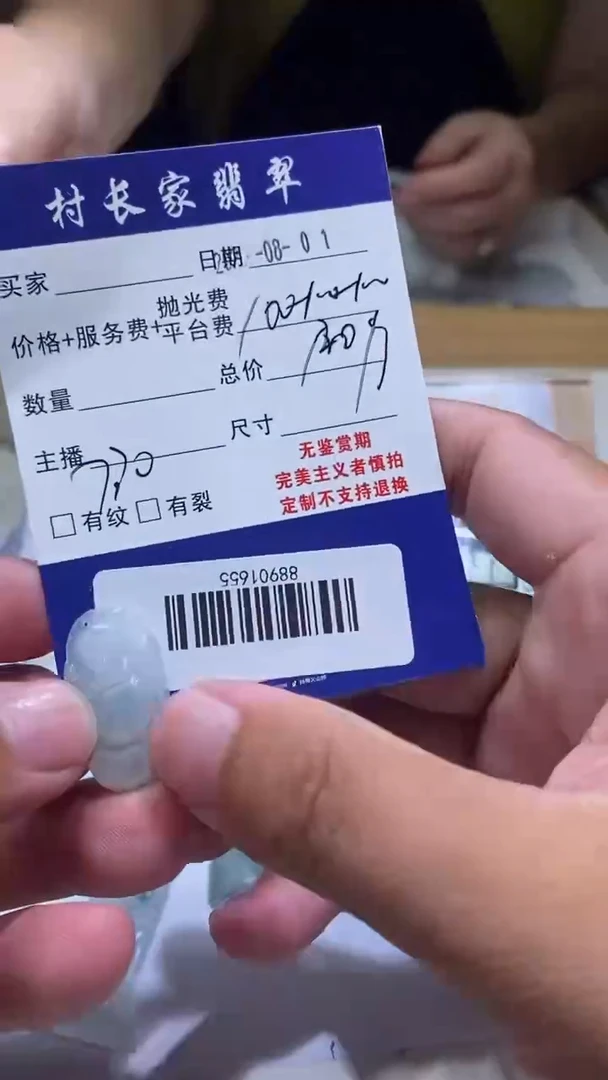 村长家翡翠
买家 日期 -08-01
抛光费
价格+服务费+平台费
数量 总价
主播 尺寸
无鉴赏期
完美主义者慎拍
定制不支持退换
□有纹 □有裂
88901655